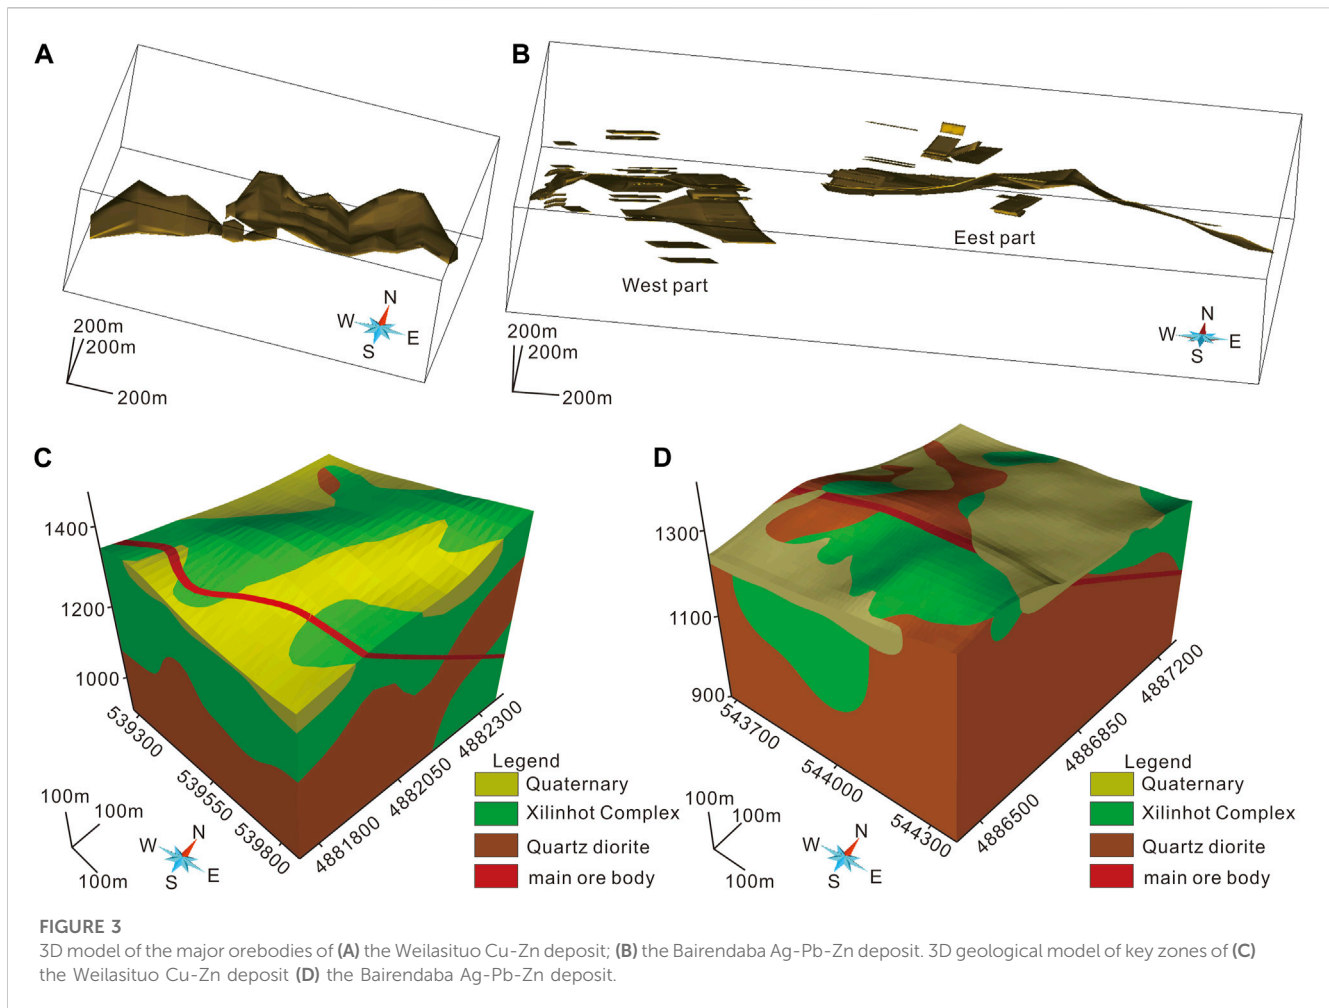 A
N
W
E
S
200m
200m
200m
B
West part
Eest part
N
W
E
S
200m
200m
200m
C
1400
1200
1000
539300
539550
539800
4881800
4882050
4882300
100m
100m
100m
N
W
E
S
Legend
Quaternary
Xilinhot Complex
Quartz diorite
main ore body
D
1300
1100
900
543700
544000
544300
4886500
4886850
4887200
100m
100m
100m
N
W
E
S
Legend
Quaternary
Xilinhot Complex
Quartz diorite
main ore body
FIGURE 3
3D model of the major orebodies of (A) the Weilasituo Cu-Zn deposit; (B) the Bairendaba Ag-Pb-Zn deposit. 3D geological model of key zones of (C)
the Weilasituo Cu-Zn deposit (D) the Bairendaba Ag-Pb-Zn deposit.